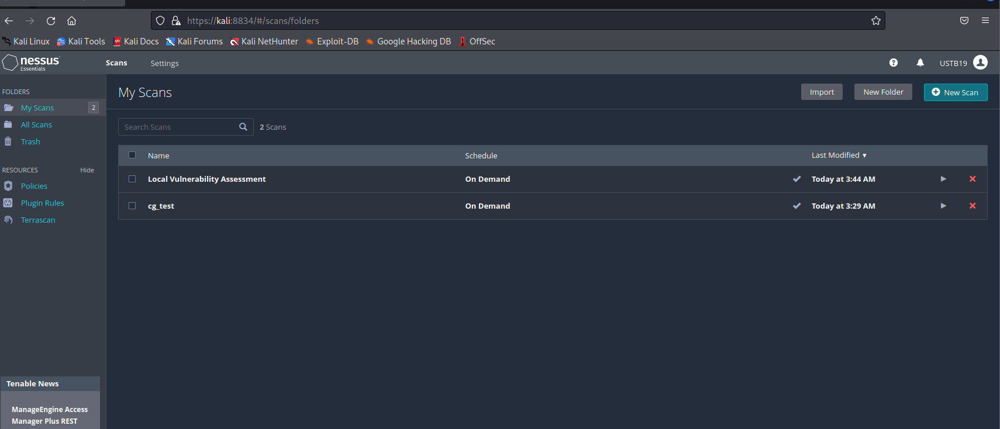 https://kali:8834/#/scans/folders
Kali Linux Kali Tools Kali Docs Kali Forums Kali NetHunter Exploit-DB Google Hacking DB OffSec
nessus Essentials Scans Settings USTB19
FOLDERS
My Scans 2
All Scans
Trash
RESOURCES Hide
Policies
Plugin Rules
Terrascan
Tenable News
ManageEngine Access
Manager Plus REST
My Scans Import New Folder New Scan
Search Scans 2 Scans
Name Schedule Last Modified ▼
Local Vulnerability Assessment On Demand Today at 3:44 AM
cg_test On Demand Today at 3:29 AM